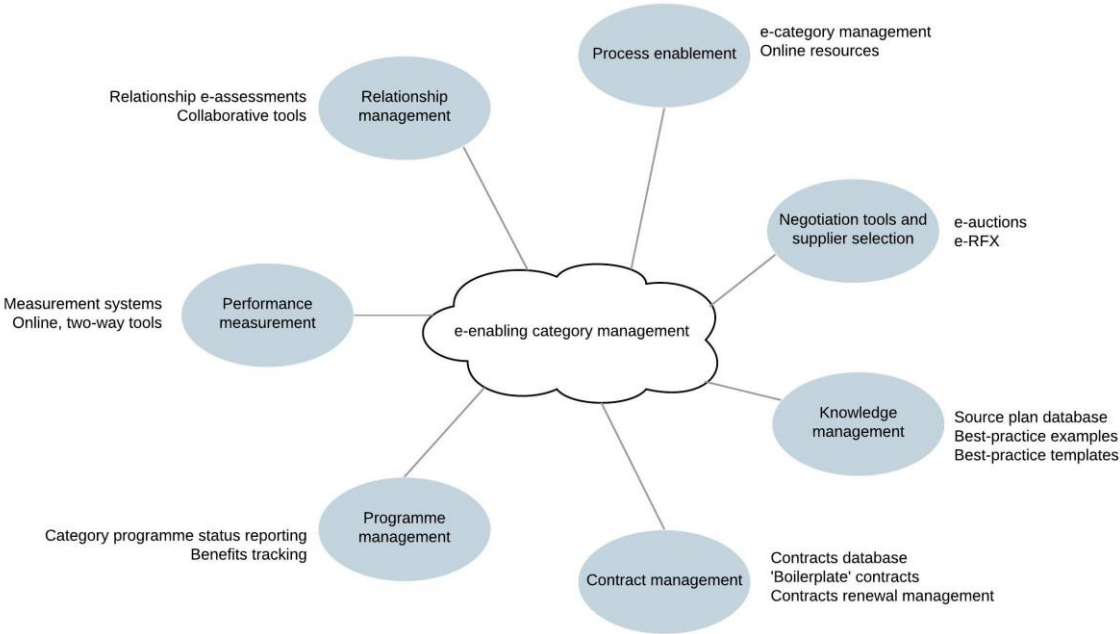 Process enablement
e-category management
Online resources
Relationship e-assessments
Collaborative tools
Relationship
management
Negotiation tools and
supplier selection
e-auctions
e-RFX
Measurement systems
Online, two-way tools
Performance
measurement
e-enabling category management
Knowledge
management
Source plan database
Best-practice examples
Best-practice templates
Category programme status reporting
Benefits tracking
Programme
management
Contract management
Contracts database
'Boilerplate' contracts
Contracts renewal management